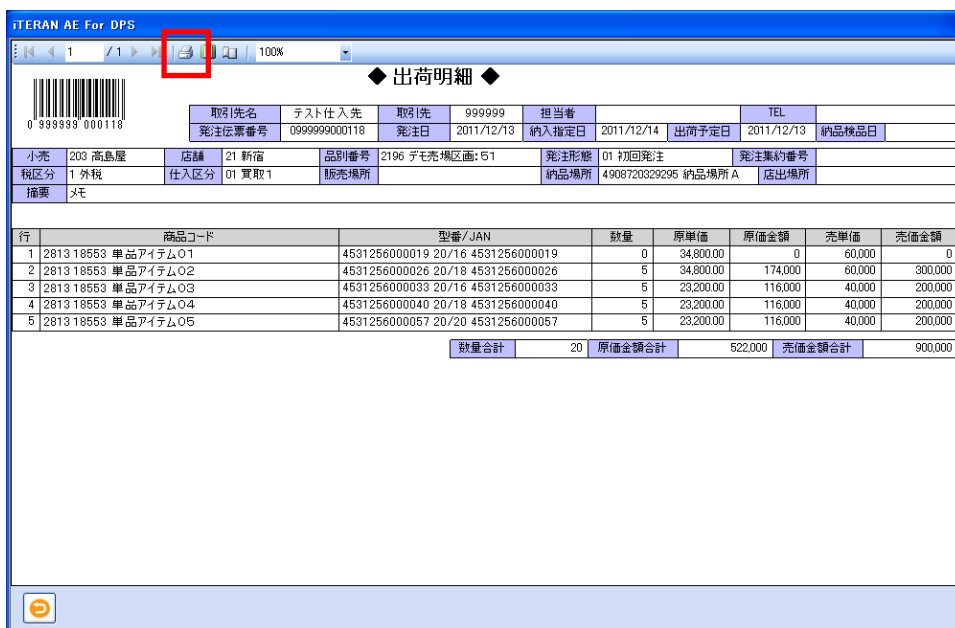 iTERAN AE For DPS
1 / 1 100%
◆ 出荷明細 ◆
0 999999 000118
取引先名 テスト仕入先 取引先 999999 担当者 TEL
発注伝票番号 0999999000118 発注日 2011/12/13 納入指定日 2011/12/14 出荷予定日 2011/12/13 納品検品日
小売 203 高島屋 店舗 21 新宿 品別番号 2196 デモ売場区画:51 発注形態 01 初回発注 発注集約番号
税区分 1 外税 仕入区分 01 買取1 販売場所 納品場所 4908720329295 納品場所A 店出場所
摘要 メモ
行 商品コード 型番/JAN 数量 原単価 原価金額 売単価 売価金額
1 2813 18553 単品アイテム01 4531256000019 20/16 4531256000019 0 34,800.00 0 60,000 0
2 2813 18553 単品アイテム02 4531256000026 20/18 4531256000026 5 34,800.00 174,000 60,000 300,000
3 2813 18553 単品アイテム03 4531256000033 20/16 4531256000033 5 23,200.00 116,000 40,000 200,000
4 2813 18553 単品アイテム04 4531256000040 20/18 4531256000040 5 23,200.00 116,000 40,000 200,000
5 2813 18553 単品アイテム05 4531256000057 20/20 4531256000057 5 23,200.00 116,000 40,000 200,000
数量合計 20 原価金額合計 522,000 売価金額合計 900,000